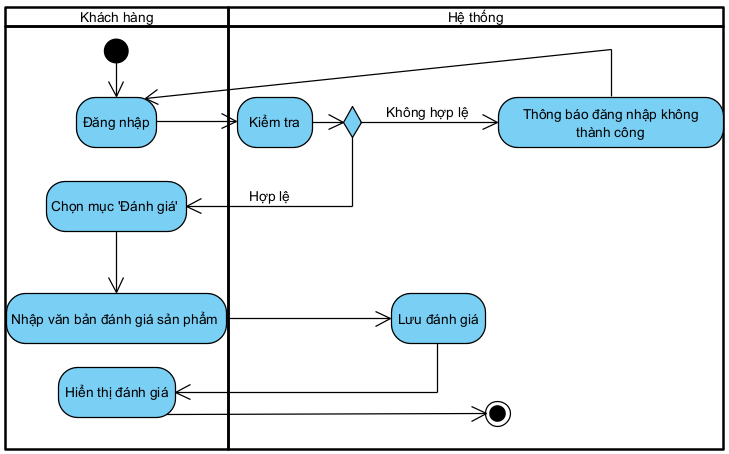 Khách hàng
Hệ thống
Đăng nhập
Kiểm tra
Không hợp lệ
Thông báo đăng nhập không
thành công
Hợp lệ
Chọn mục 'Đánh giá'
Nhập văn bản đánh giá sản phẩm
Lưu đánh giá
Hiển thị đánh giá